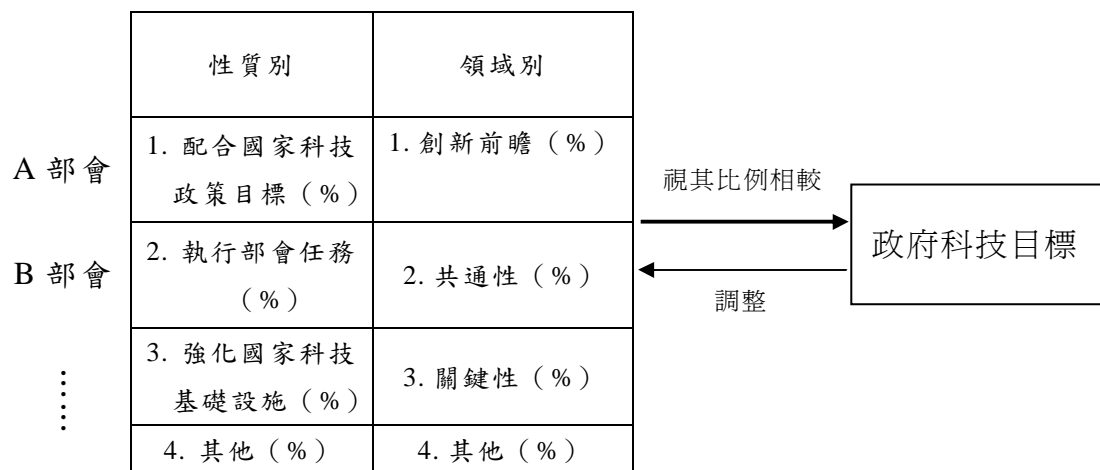 性質別
領域別
A 部會
1. 配合國家科技
政策目標（%）
1. 創新前瞻（%）
B 部會
2. 執行部會任務
（%）
2. 共通性（%）
⋯⋯
3. 強化國家科技
基礎設施（%）
3. 關鍵性（%）
4. 其他（%）
4. 其他（%）
視其比例相較
調整
政府科技目標